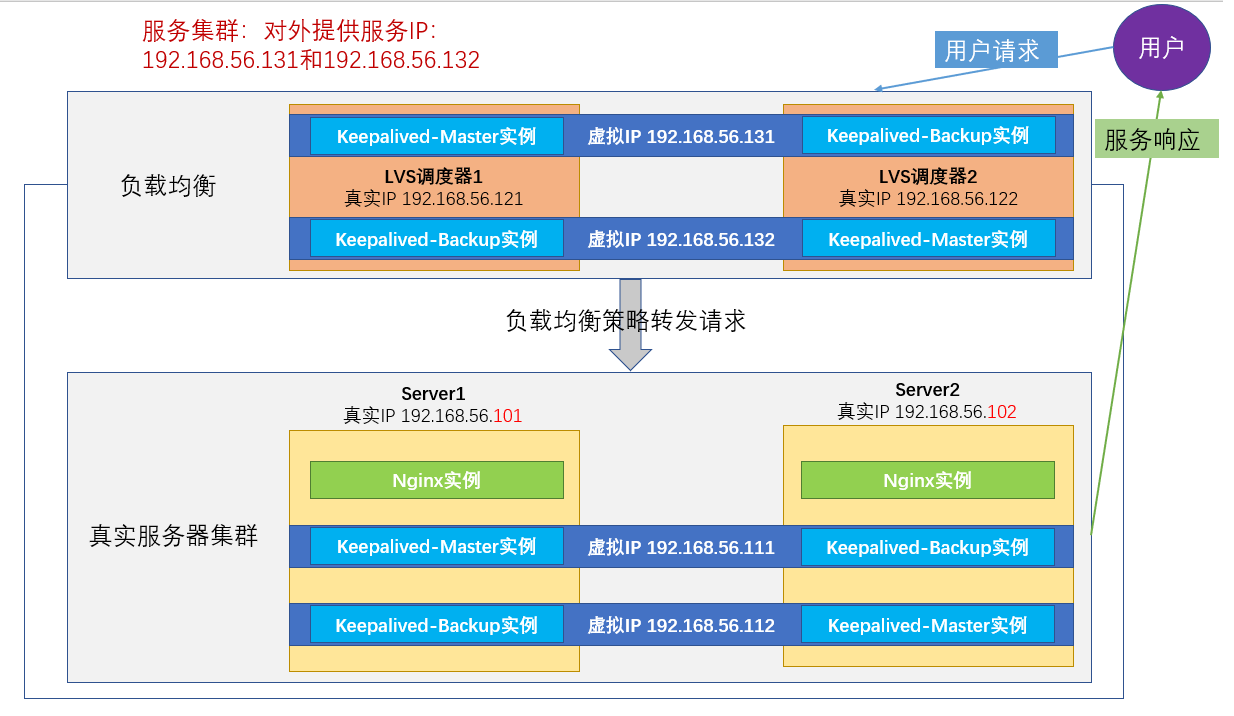 服务集群：对外提供服务IP:
192.168.56.131和192.168.56.132
用户请求
用户
服务响应
负载均衡
Keepalived-Master实例
虚拟IP 192.168.56.131
Keepalived-Backup实例
LVS调度器1
真实IP 192.168.56.121
LVS调度器2
真实IP 192.168.56.122
Keepalived-Backup实例
虚拟IP 192.168.56.132
Keepalived-Master实例
负载均衡策略转发请求
真实服务器集群
Server1
真实IP 192.168.56.101
Server2
真实IP 192.168.56.102
Nginx实例
Nginx实例
Keepalived-Master实例
虚拟IP 192.168.56.111
Keepalived-Backup实例
Keepalived-Backup实例
虚拟IP 192.168.56.112
Keepalived-Master实例